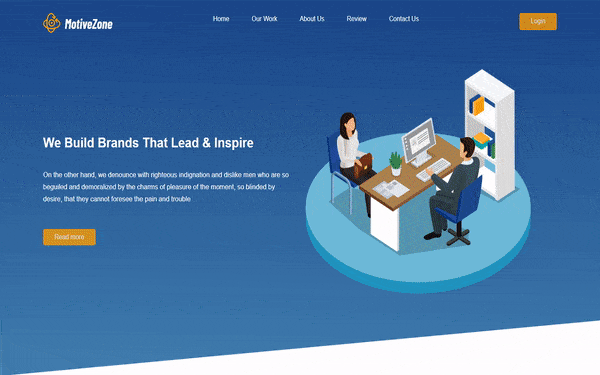 MotiveZone
Home Our Work About Us Review Contact Us
Login
We Build Brands That Lead & Inspire
On the other hand, we denounce with righteous indignation and dislike men who are so
beguiled and demoralized by the charms of pleasure of the moment, so blinded by
desire, that they cannot foresee the pain and trouble
Read more